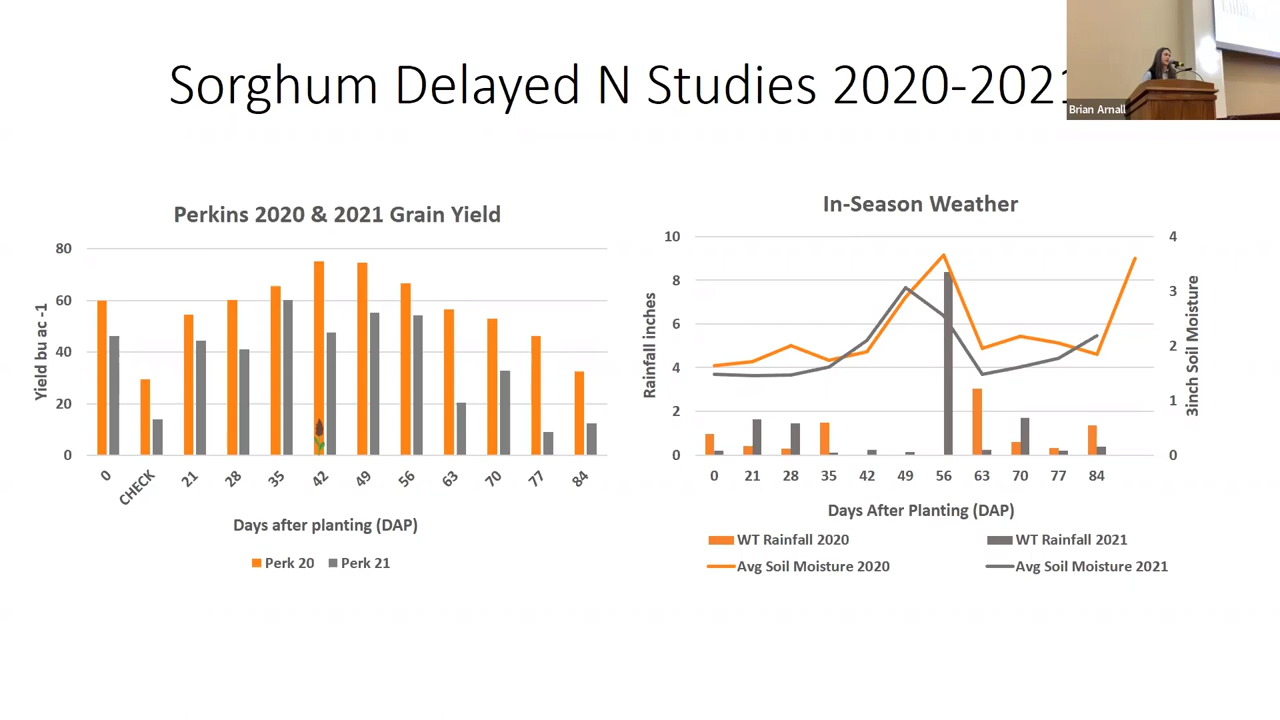 Sorghum Delayed N Studies 2020-2021
Brian Arnall
Perkins 2020 & 2021 Grain Yield
Yield bu ac -1
80
60
40
20
0
0 CHECK 21 28 35 42 49 56 63 70 77 84
Days after planting (DAP)
Perk 20 Perk 21
In-Season Weather
Rainfall inches
10
8
6
4
2
0
4
3
2
1
0
3inch Soil Moisture
0 21 28 35 42 49 56 63 70 77 84
Days After Planting (DAP)
WT Rainfall 2020 WT Rainfall 2021
Avg Soil Moisture 2020 Avg Soil Moisture 2021